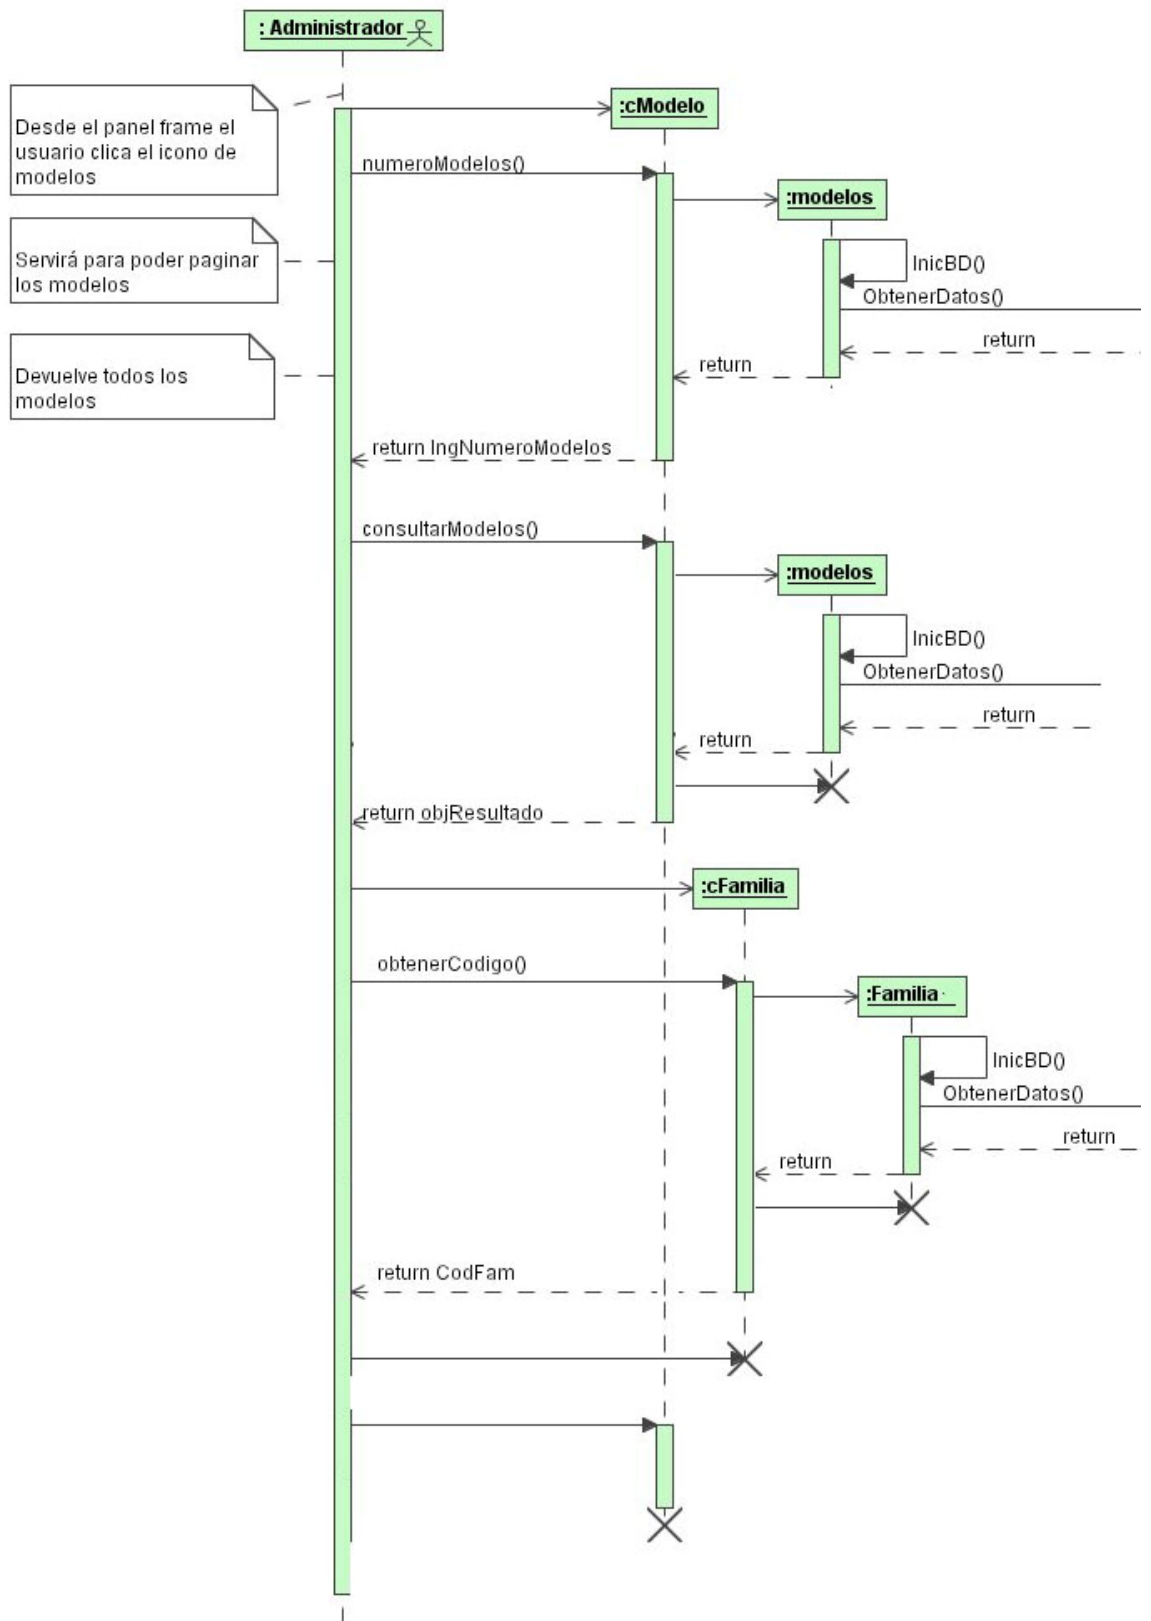 : Administrador
Desde el panel frame el
usuario clica el icono de
modelos
:cModelo
numeroModelos()
:modelos
Servirá para poder paginar
los modelos
InicBD()
ObtenerDatos()
return
return
Devuelve todos los
modelos
return lngNumeroModelos
consultarModelos()
:modelos
InicBD()
ObtenerDatos()
return
return
return objResultado
:cFamilia
obtenerCodigo()
:Familia
InicBD()
ObtenerDatos()
return
return
return CodFam